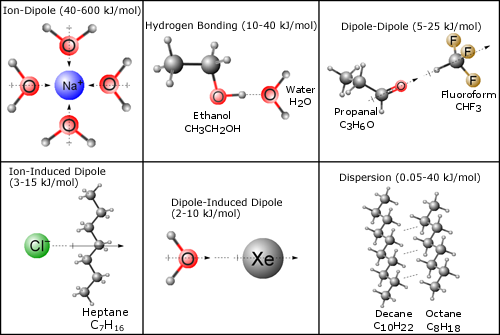 Ion-Dipole (40-600 kJ/mol)
O
O
Na⁺
O
O
Hydrogen Bonding (10-40 kJ/mol)
O
O
Water
H₂O
Ethanol
CH3CH2OH
Dipole-Dipole (5-25 kJ/mol)
F
F
F
O
Propanal
C₃H₆O
Fluoroform
CHF₃
Ion-Induced Dipole
(3-15 kJ/mol)
Cl⁻
Heptane
C₇H₁₆
Dipole-Induced Dipole
(2-10 kJ/mol)
O
Xe
Dispersion (0.05-40 kJ/mol)
Decane
C₁₀H₂₂
Octane
C₈H₁₈